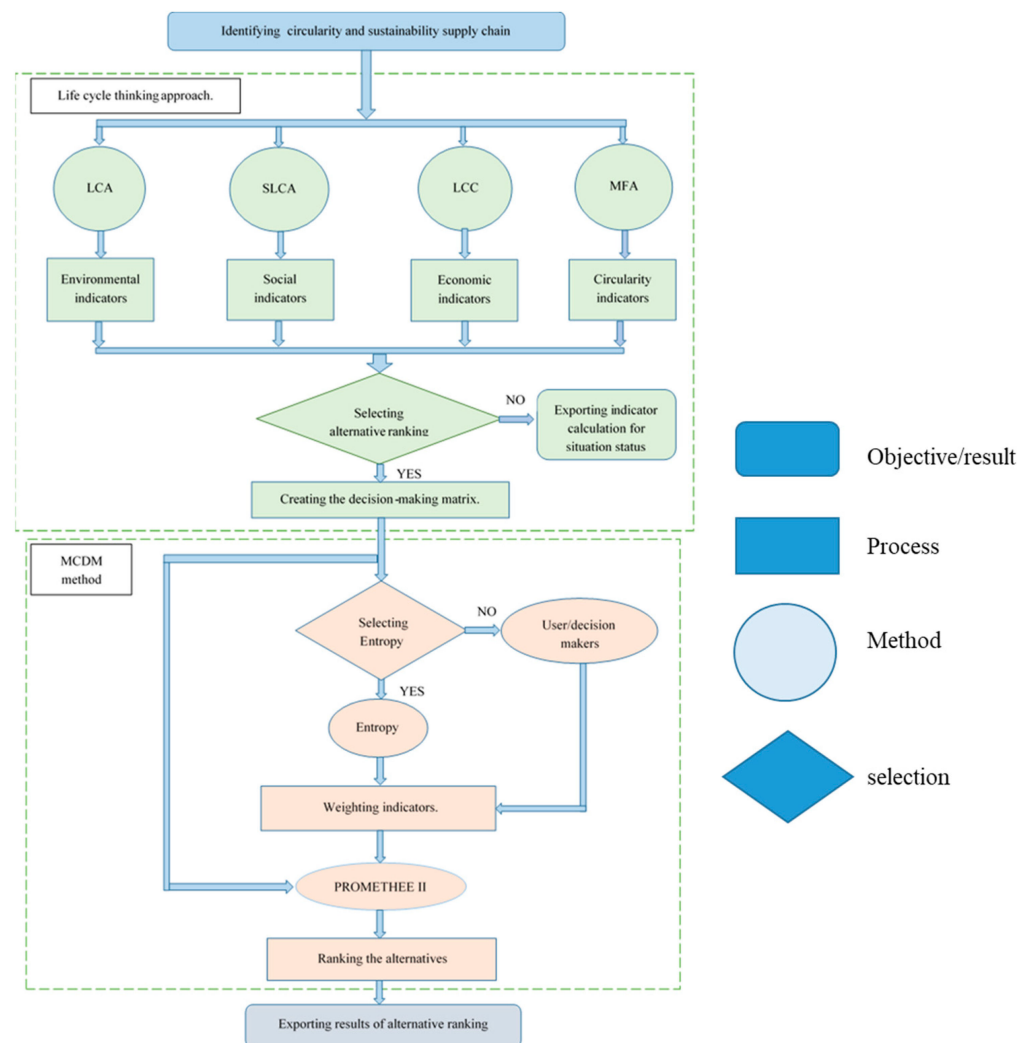 Identifying circularity and sustainability supply chain
Life cycle thinking approach.
LCA
SLCA
LCC
MFA
Environmental
indicators
Social
indicators
Economic
indicators
Circularity
indicators
Selecting
alternative ranking
NO
Exporting indicator
calculation for
situation status
YES
Creating the decision-making matrix.
MCDM
method
Selecting
Entropy
NO
User/decision
makers
YES
Entropy
Weighting indicators.
PROMETHEE II
Ranking the alternatives
Exporting results of alternative ranking
Objective/result
Process
Method
selection